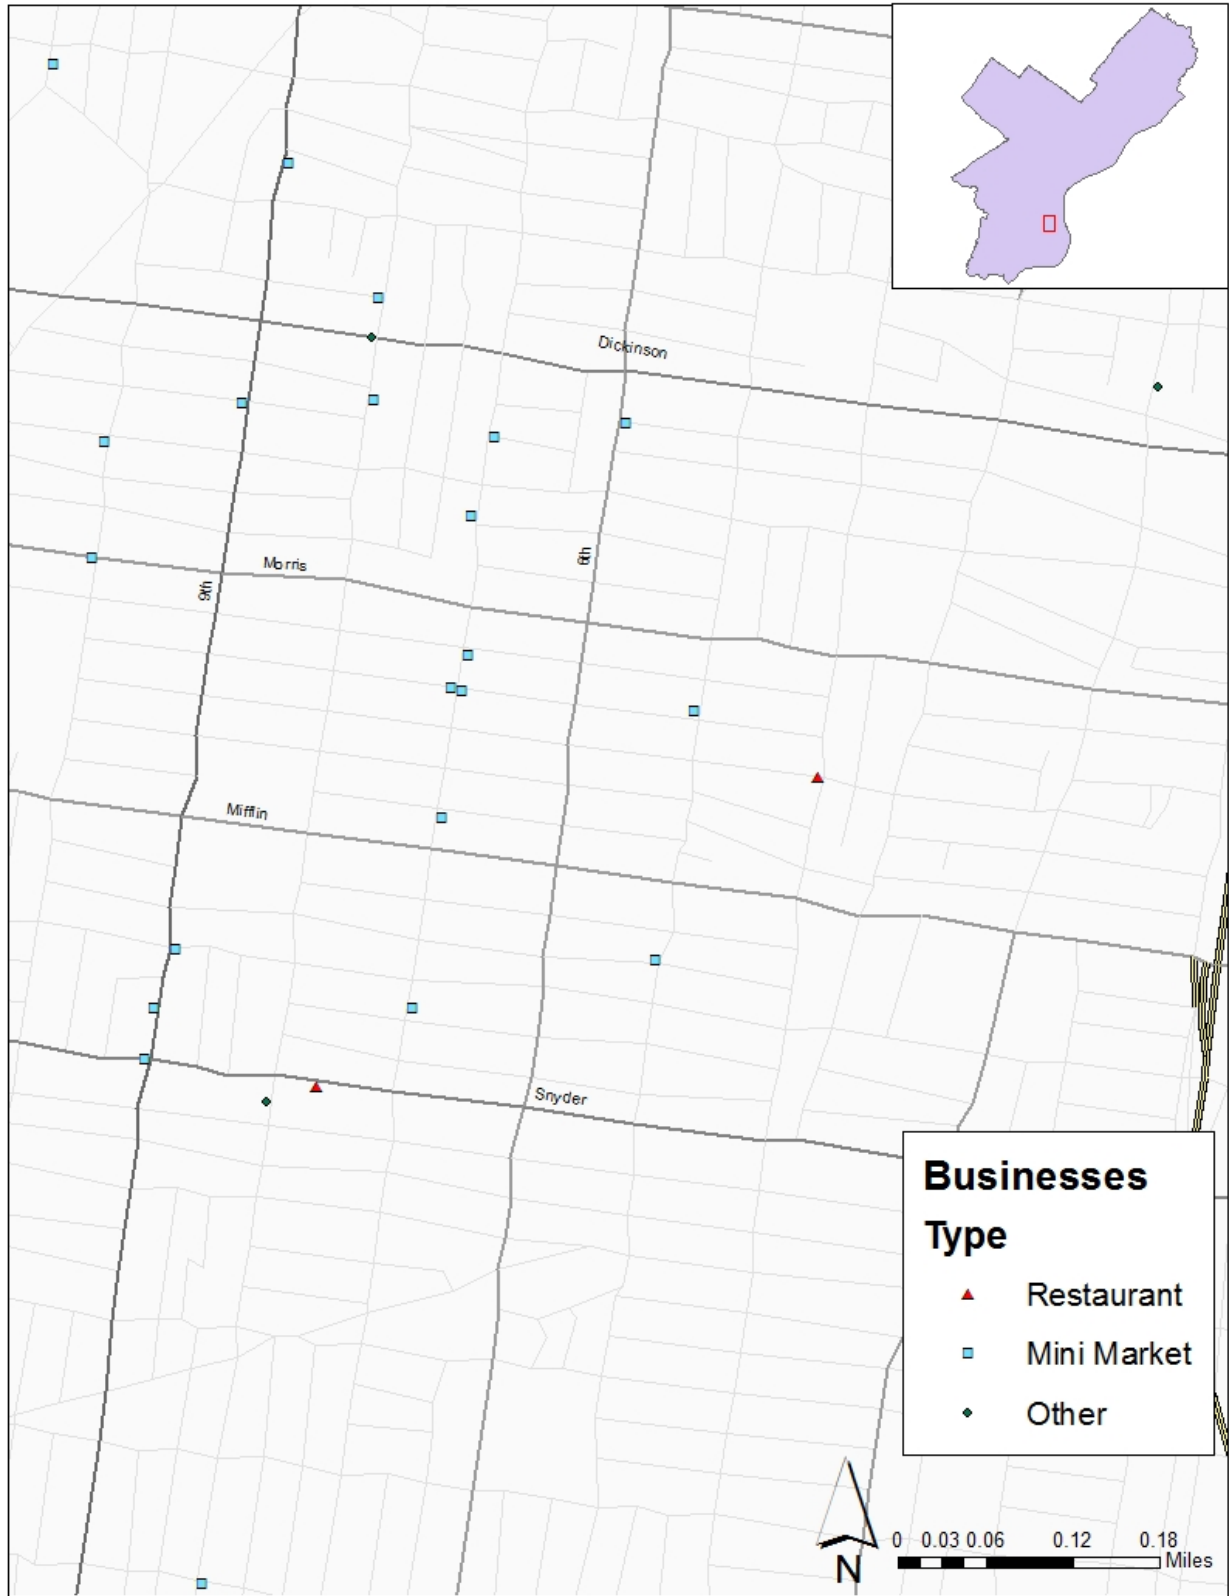 Dickinson
6th
Morris
9th
Mifflin
Snyder
Businesses
Type
Restaurant
Mini Market
Other
N
0 0.03 0.06 0.12 0.18
Miles